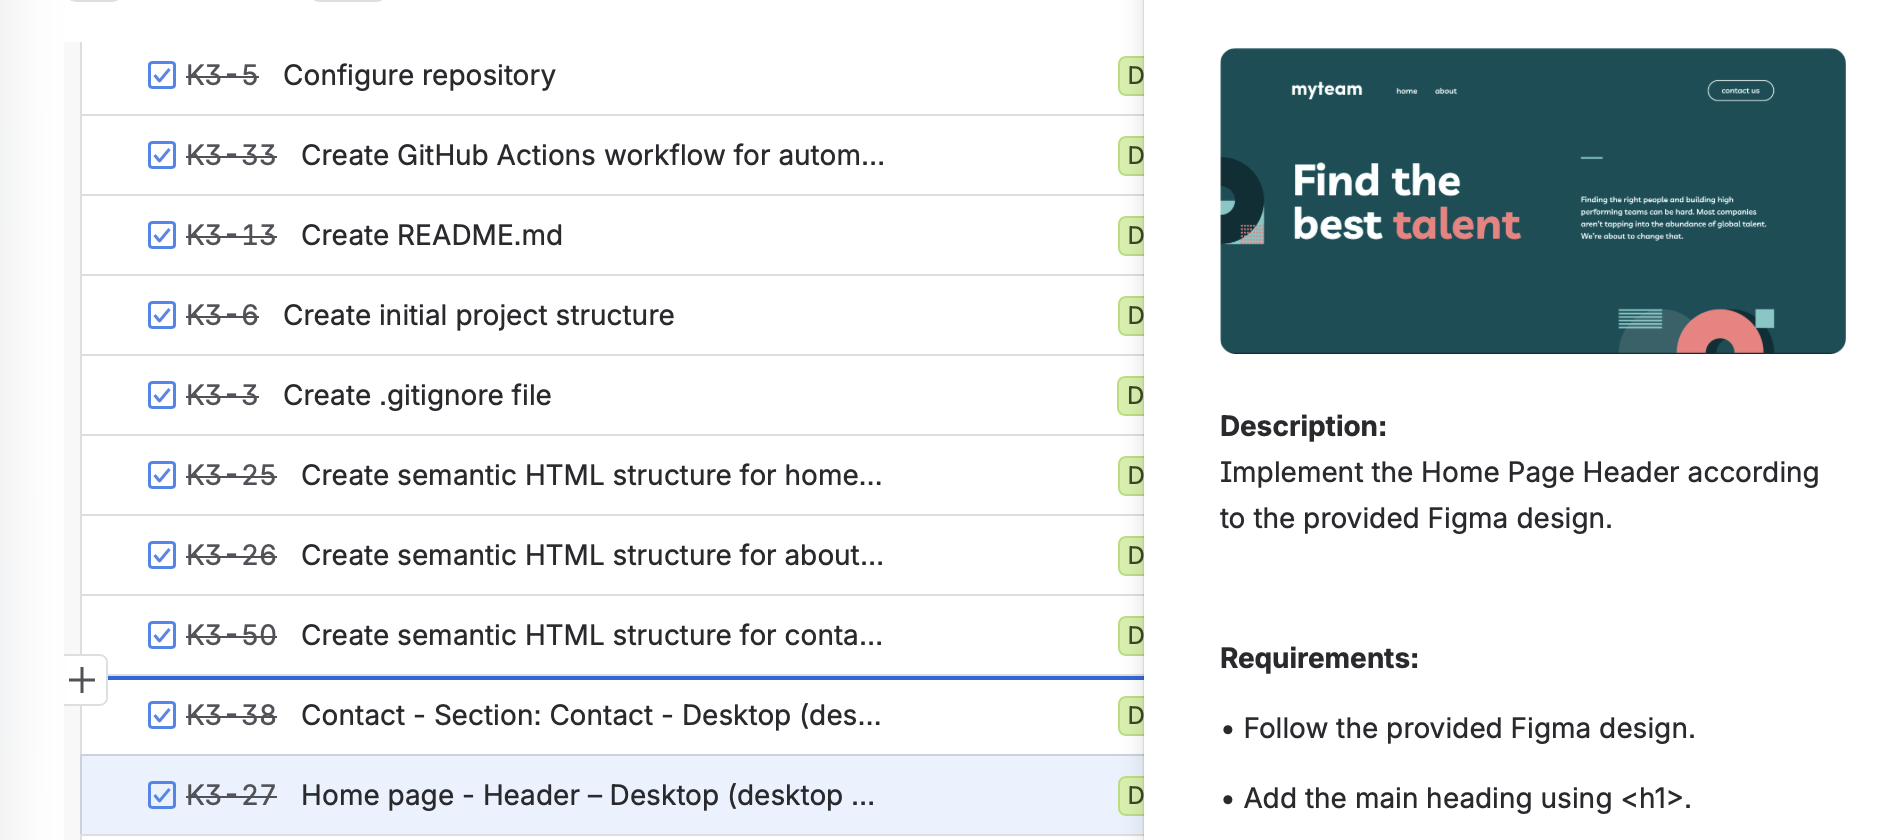 K3-5 Configure repository D
K3-33 Create GitHub Actions workflow for autom... D
K3-13 Create README.md D
K3-6 Create initial project structure D
K3-3 Create .gitignore file D
K3-25 Create semantic HTML structure for home... D
K3-26 Create semantic HTML structure for about... D
K3-50 Create semantic HTML structure for conta... D
K3-38 Contact - Section: Contact - Desktop (des... D
K3-27 Home page - Header – Desktop (desktop ... D
myteam home about contact us
Find the
best talent
Finding the right people and building high
performing teams can be hard. Most companies
aren't tapping into the abundance of global talent.
We're about to change that.
Description:
Implement the Home Page Header according
to the provided Figma design.
Requirements:
• Follow the provided Figma design.
• Add the main heading using <h1>.